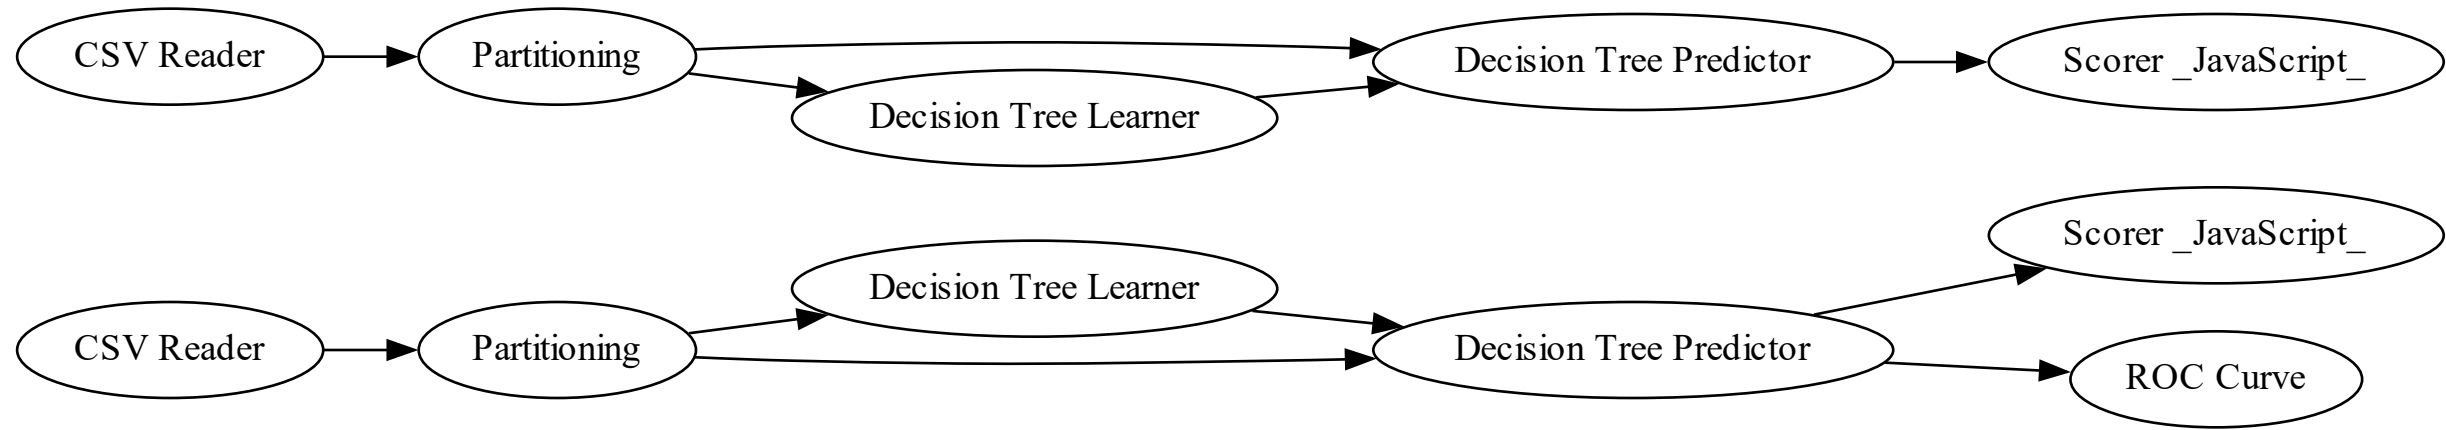 CSV Reader
Partitioning
Decision Tree Learner
Decision Tree Predictor
Scorer _JavaScript_
CSV Reader
Partitioning
Decision Tree Learner
Decision Tree Predictor
Scorer _JavaScript_
ROC Curve